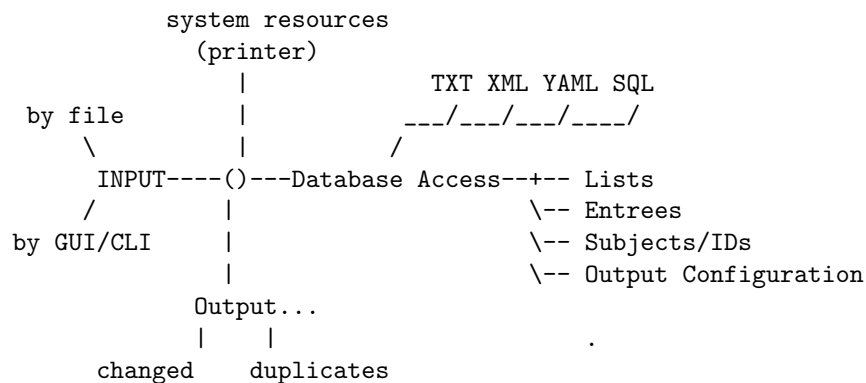 system resources
(printer)
TXT XML YAML SQL
by file
INPUT----()---Database Access--+-- Lists
\-- Entrees
by GUI/CLI \-- Subjects/IDs
\-- Output Configuration
Output...
changed duplicates